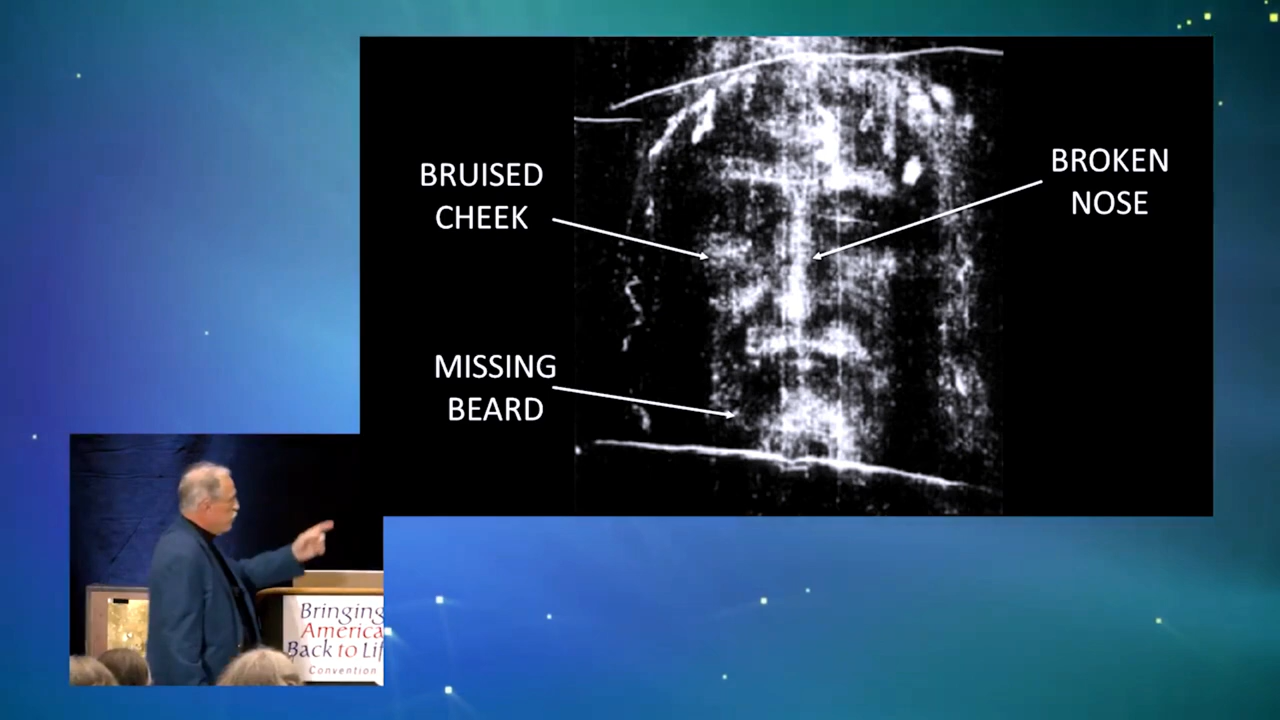 BRUISED
CHEEK
BROKEN
NOSE
MISSING
BEARD
Bringing
America
Back to Lif
Convention